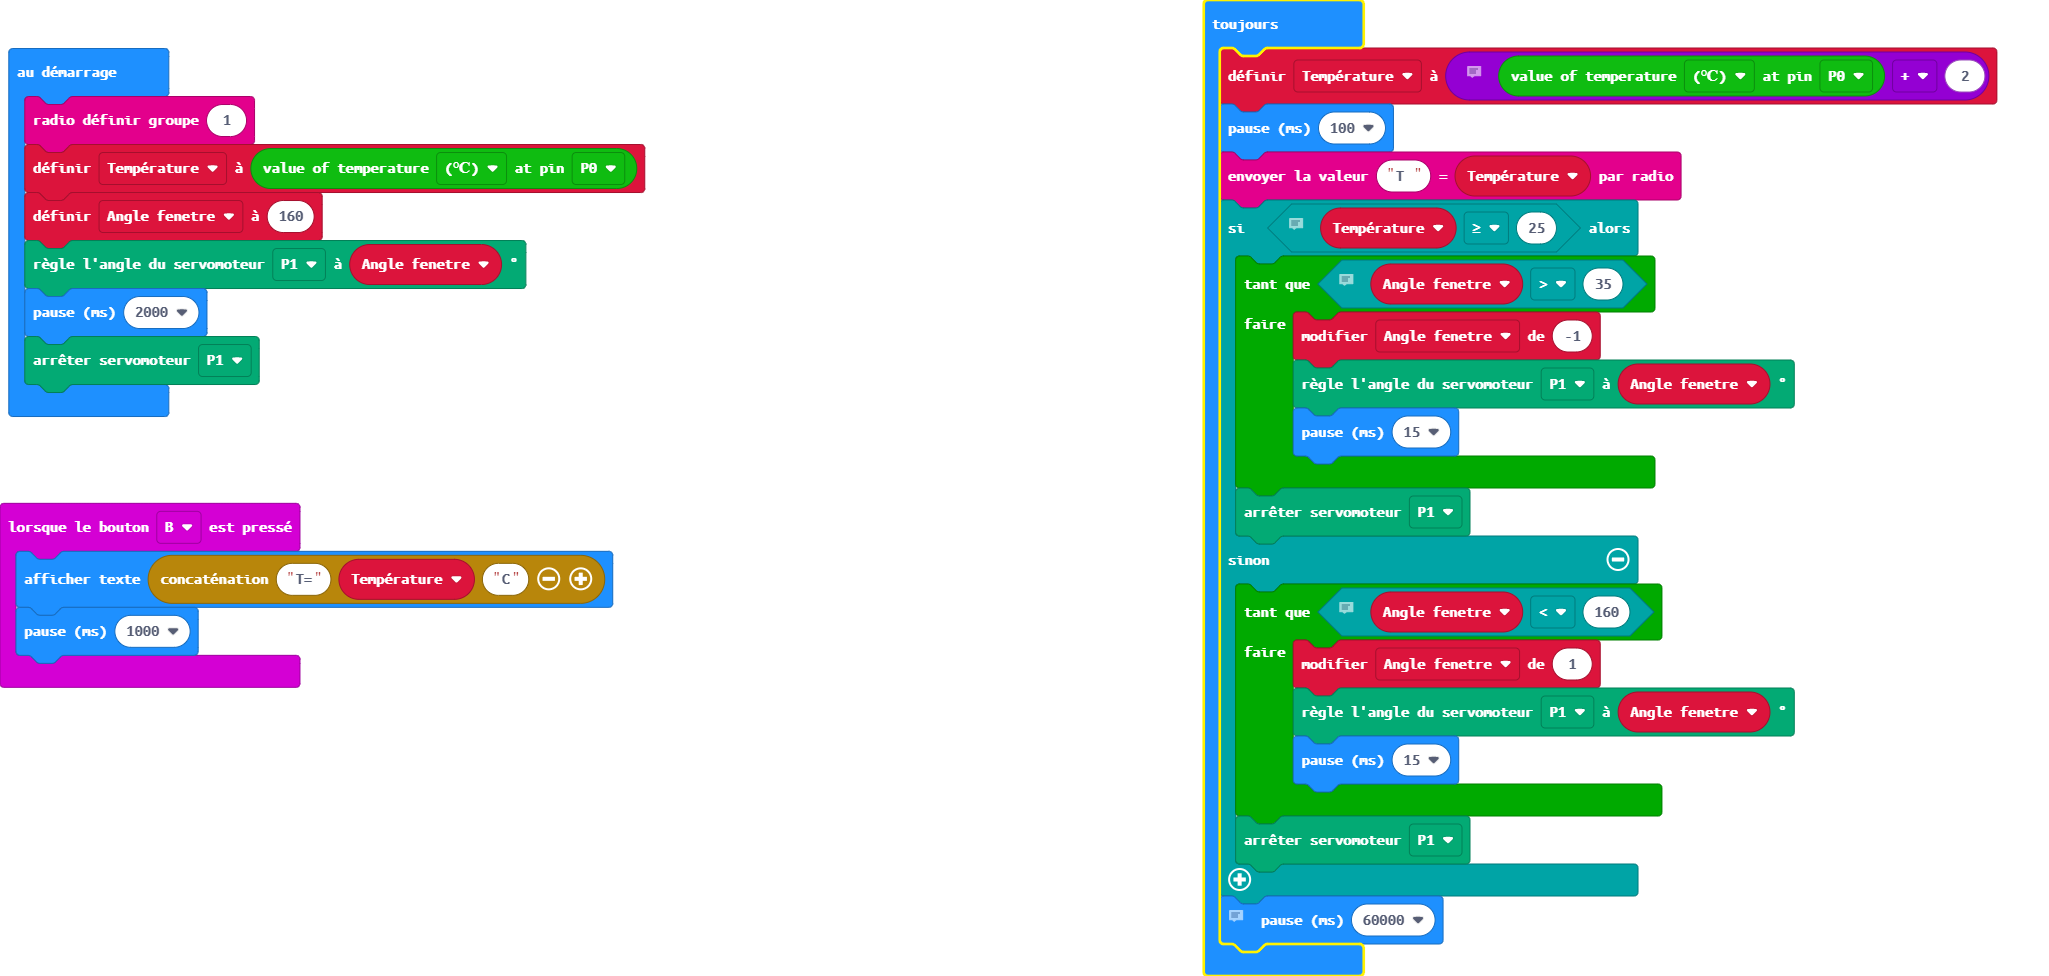 au démarrage
radio définir groupe 1
définir Température à value of temperature (℃) at pin P0
définir Angle fenetre à 160
règle l'angle du servomoteur P1 à Angle fenetre °
pause (ms) 2000
arrêter servomoteur P1
lorsque le bouton B est pressé
afficher texte concaténation "T=" Température "C"
pause (ms) 1000
toujours
définir Température à value of temperature (℃) at pin P0 + 2
pause (ms) 100
envoyer la valeur "T " = Température par radio
si Température ≥ 25 alors
tant que Angle fenetre > 35
faire modifier Angle fenetre de -1
règle l'angle du servomoteur P1 à Angle fenetre °
pause (ms) 15
arrêter servomoteur P1
sinon
tant que Angle fenetre < 160
faire modifier Angle fenetre de 1
règle l'angle du servomoteur P1 à Angle fenetre °
pause (ms) 15
arrêter servomoteur P1
pause (ms) 60000